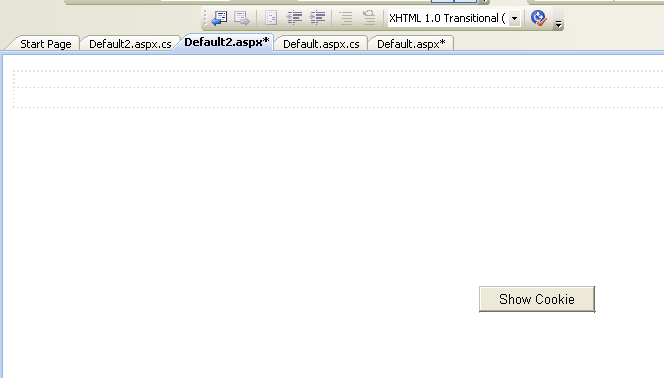 XHTML 1.0 Transitional (
Start Page Default2.aspx.cs Default2.aspx* Default.aspx.cs Default.aspx*
Show Cookie